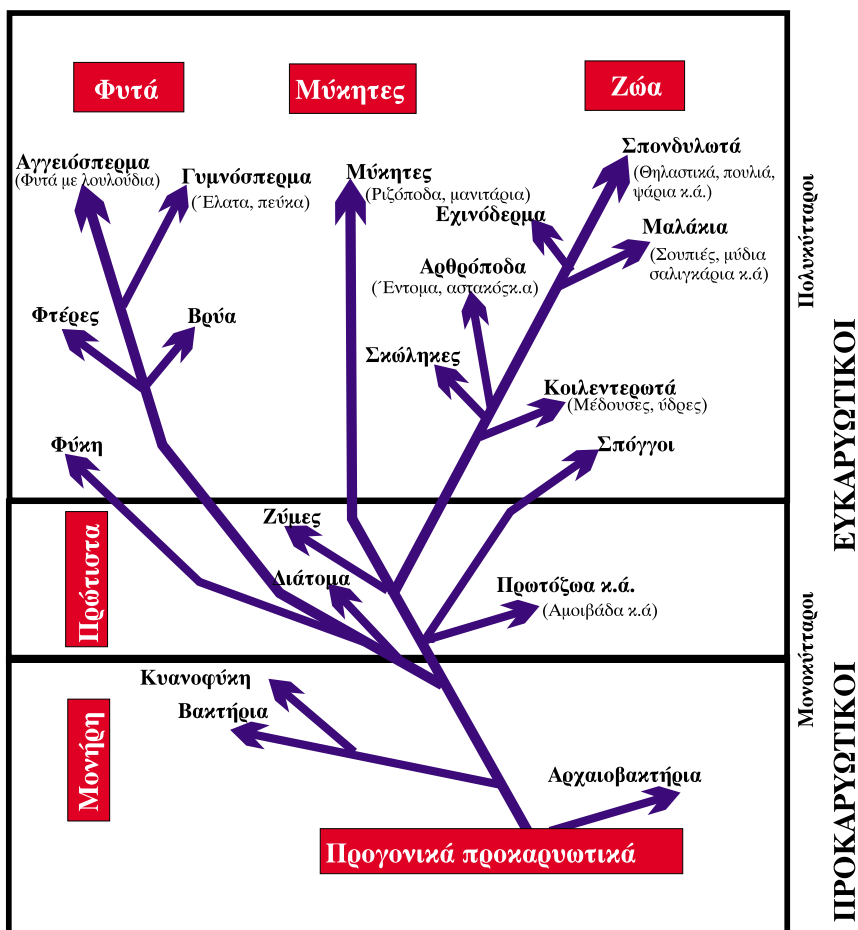 Φυτά
Μύκητες
Ζώα
Αγγειόσπερμα
(Φυτά με λουλούδια)
Γυμνόσπερμα
(Έλατα, πεύκα)
Μύκητες
(Ριζόποδα, μανιτάρια)
Σπονδυλωτά
(Θηλαστικά, πουλιά,
ψάρια κ.ά.)
Εχινόδερμα
Μαλάκια
(Σουπιές, μύδια
σαλιγκάρια κ.ά)
Αρθρόποδα
(Έντομα, αστακόςκ.α)
Φτέρες
Βρύα
Σκώληκες
Κοιλεντερωτά
(Μέδουσες, ύδρες)
Φύκη
Σπόγγοι
Πολυκύτταροι
ΕΥΚΑΡΥΩΤΙΚΟΙ
Πρώτιστα
Ζύμες
Διάτομα
Πρωτόζωα κ.ά.
(Αμοιβάδα κ.ά)
Μονοκύτταροι
ΠΡΟΚΑΡΥΩΤΙΚΟΙ
Μονήρη
Κυανοφύκη
Βακτήρια
Αρχαιοβακτήρια
Προγονικά προκαρυωτικά